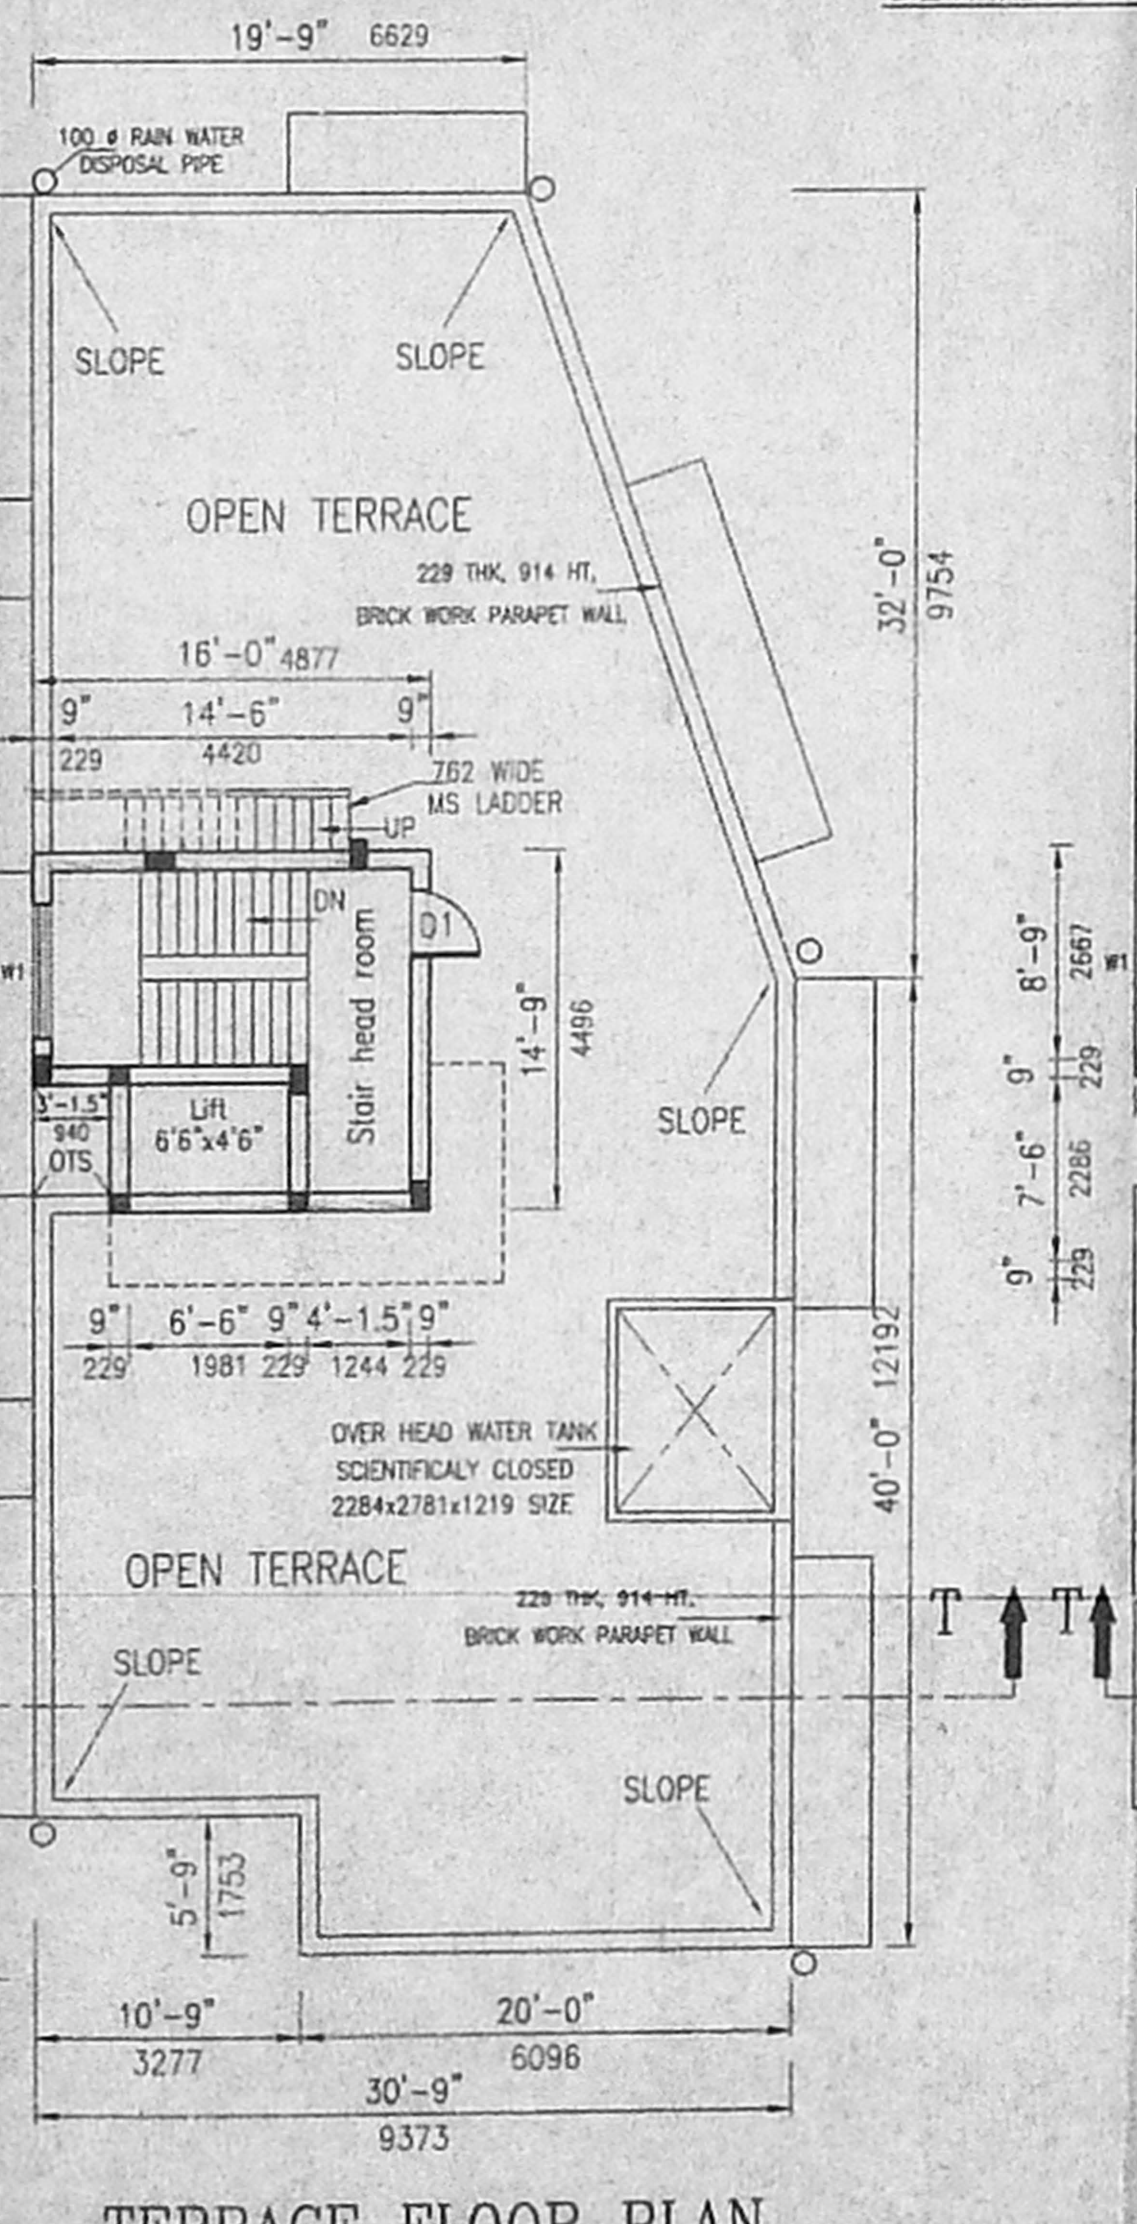 19'-9" 6629
100 ø RAIN WATER
DISPOSAL PIPE
SLOPE
SLOPE
OPEN TERRACE
229 THK, 914 HT,
BRICK WORK PARAPET WALL
32'-0"
9754
16'-0" 4877
9" 14'-6" 9"
229 4420
762 WIDE
MS LADDER
UP
DN
D1
Stair head room
W1
14'-9"
4496
8'-9"
2667
W1
9"
229
7'-6"
2286
9"
229
3'-1.5"
940
OTS
Lift
6'6"x4'6"
SLOPE
9" 6'-6" 9" 4'-1.5" 9"
229 1981 229 1244 229
40'-0" 12192
OVER HEAD WATER TANK
SCIENTIFICALY CLOSED
2284x2781x1219 SIZE
OPEN TERRACE
229 THK, 914 HT.
BRICK WORK PARAPET WALL
T T
SLOPE
SLOPE
5'-9"
1753
10'-9" 20'-0"
3277 6096
30'-9"
9373
TERRACE FLOOR PLAN